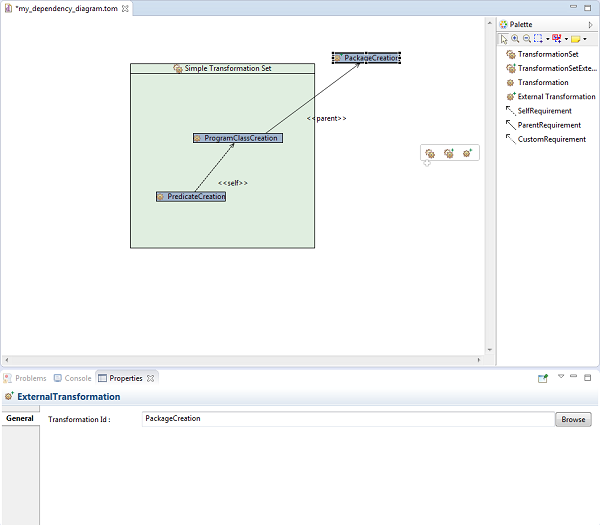 *my_dependency_diagram.tom
Simple Transformation Set
PackageCreation
<<parent>>
ProgramClassCreation
<<self>>
PredicateCreation
Palette
TransformationSet
TransformationSetExte...
Transformation
External Transformation
SelfRequirement
ParentRequirement
CustomRequirement
Problems
Console
Properties
ExternalTransformation
General
Transformation Id :
PackageCreation
Browse